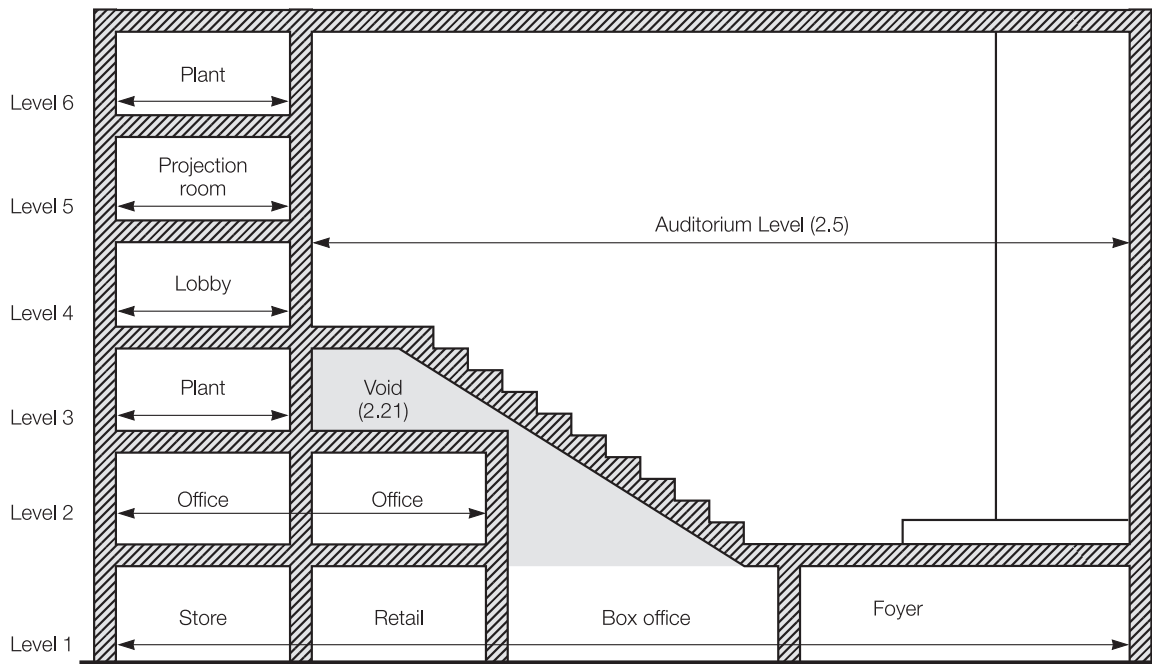 Plant
Level 6
Projection
room
Level 5
Auditorium Level (2.5)
Lobby
Level 4
Plant
Void
(2.21)
Level 3
Office
Office
Level 2
Store
Retail
Box office
Foyer
Level 1